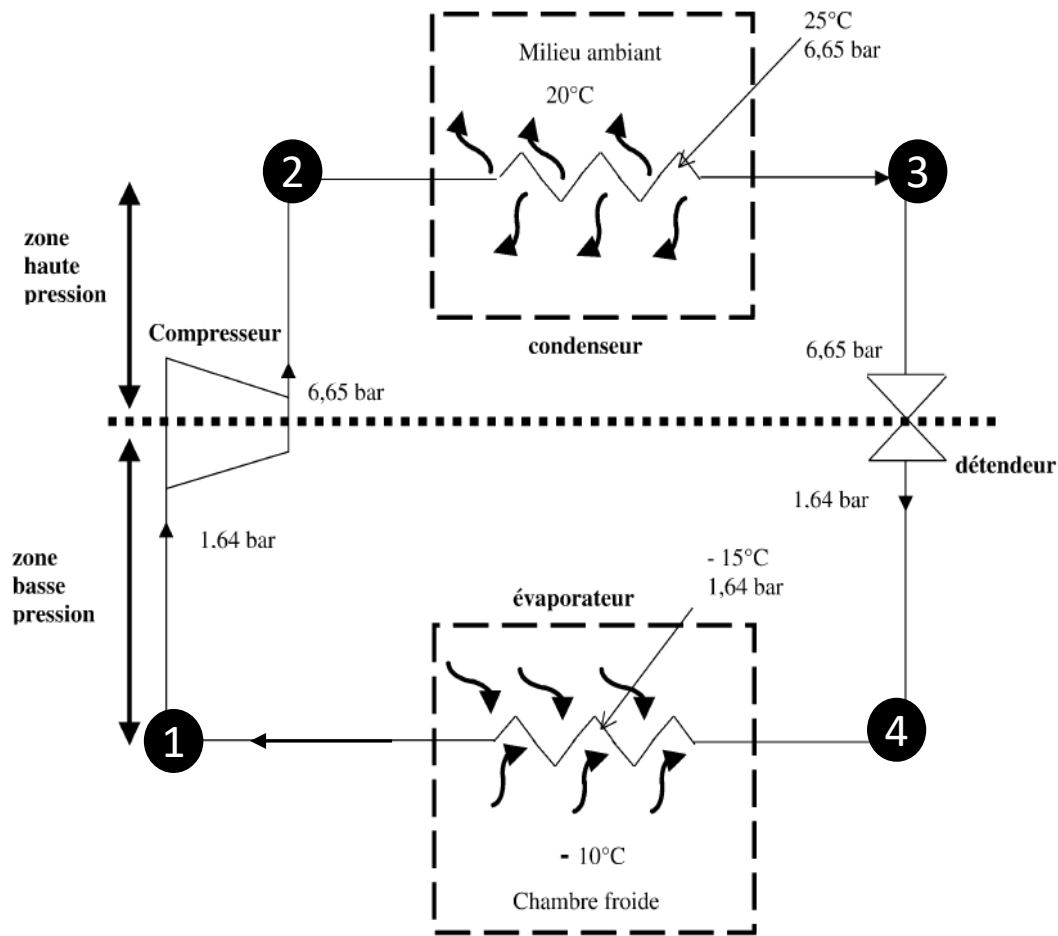 25°C
6,65 bar
Milieu ambiant
20°C
2
3
zone
haute
pression
Compresseur
condenseur
6,65 bar
6,65 bar
détendeur
1.64 bar
1.64 bar
zone
basse
pression
- 15°C
1,64 bar
évaporateur
1
4
- 10°C
Chambre froide